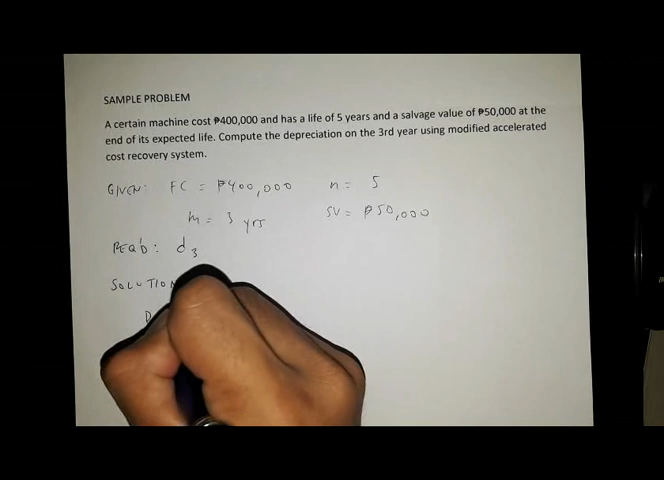 SAMPLE PROBLEM
A certain machine cost ₱400,000 and has a life of 5 years and a salvage value of ₱50,000 at the
end of its expected life. Compute the depreciation on the 3rd year using modified accelerated
cost recovery system.
GIVEN: FC = ₱400,000 n = 5
m = 3 yrs SV = ₱50,000
REQ'D: d3
SOLUTION
D